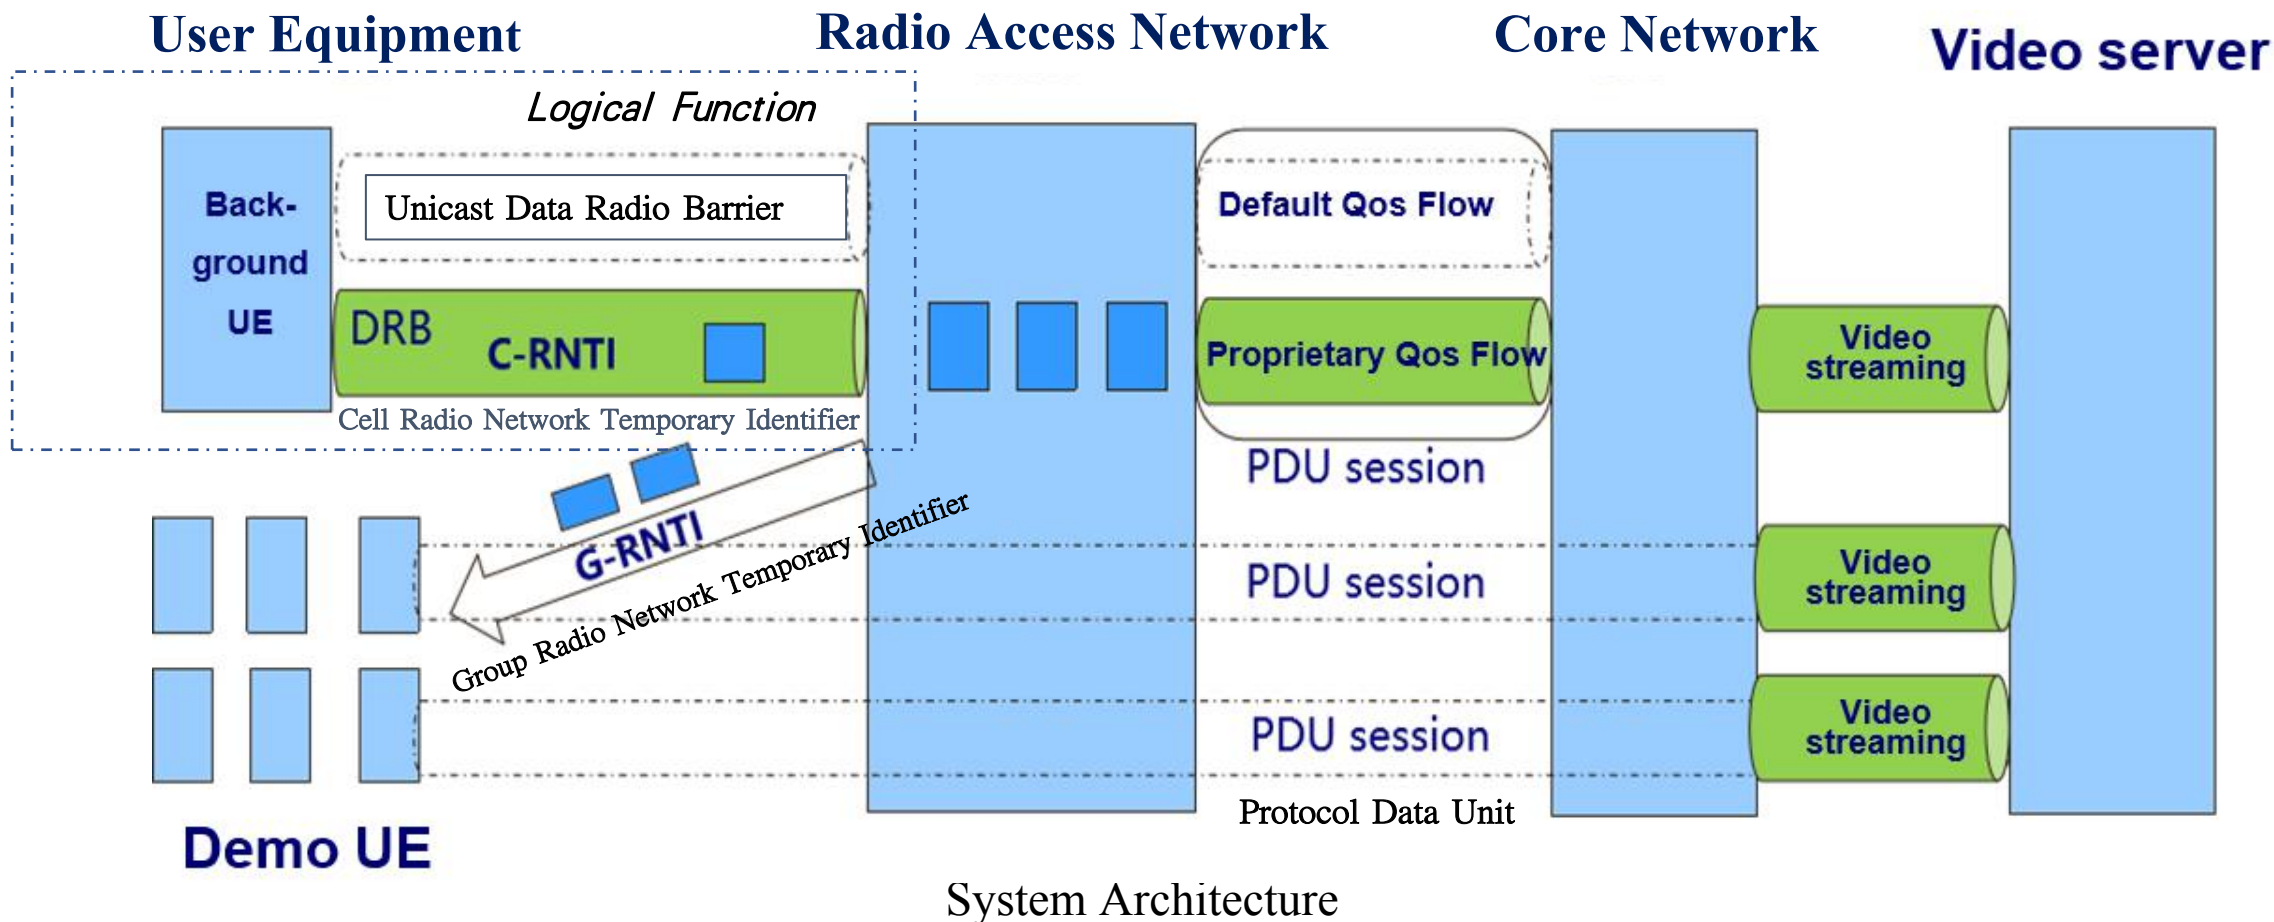 User Equipment
Radio Access Network
Core Network
Video server
Logical Function
Back-
ground
UE
Unicast Data Radio Barrier
Default Qos Flow
DRB
C-RNTI
Proprietary Qos Flow
Video
streaming
Cell Radio Network Temporary Identifier
PDU session
G-RNTI
Group Radio Network Temporary Identifier
PDU session
Video
streaming
PDU session
Video
streaming
Protocol Data Unit
Demo UE
System Architecture